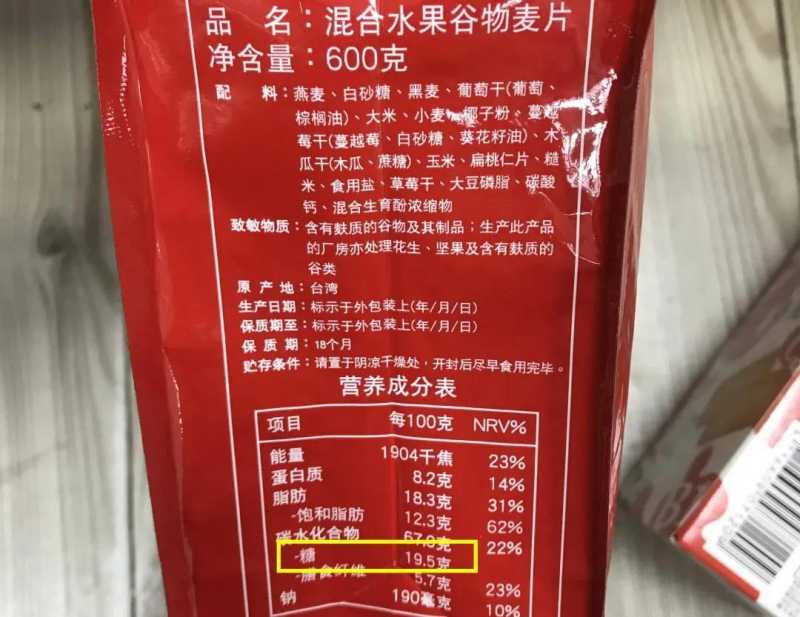 品 名：混合水果谷物麦片
净含量：600克
配 料：燕麦、白砂糖、黑麦、葡萄干(葡萄、
棕榈油)、大米、小麦、椰子粉、蔓越
莓干(蔓越莓、白砂糖、葵花籽油)、木
瓜干(木瓜、蔗糖)、玉米、扁桃仁片、糙
米、食用盐、草莓干、大豆磷脂、碳酸
钙、混合生育酚浓缩物
致敏物质：含有麸质的谷物及其制品；生产此产品
的厂房亦处理花生、坚果及含有麸质的
谷类
原 产 地：台湾
生产日期：标示于外包装上(年/月/日)
保质期至：标示于外包装上(年/月/日)
保 质 期：18个月
贮存条件：请置于阴凉干燥处，开封后尽早食用完毕。
营养成分表
项目 每100克 NRV%
能量 1904千焦 23%
蛋白质 8.2克 14%
脂肪 18.3克 31%
-饱和脂肪 12.3克 62%
碳水化合物 22%
-糖 19.5克
-膳食纤维 5.7克 23%
钠 190毫克 10%